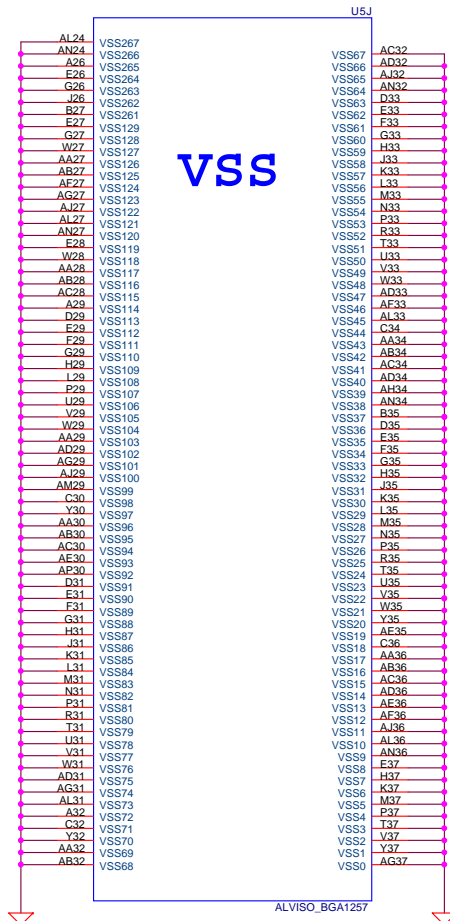 U5J
AL24 VSS267
AN24 VSS266 VSS67 AC32
A26 VSS265 VSS66 AD32
E26 VSS264 VSS65 AJ32
G26 VSS263 VSS64 AN32
J26 VSS262 VSS63 D33
B27 VSS261 VSS62 E33
E27 VSS129 VSS61 F33
G27 VSS128 VSS60 G33
W27 VSS127 VSS59 H33
AA27 VSS126 VSS58 J33
AB27 VSS125 VSS57 K33
AF27 VSS124 VSS56 L33
AG27 VSS123 VSS55 M33
AJ27 VSS122 VSS54 N33
AL27 VSS121 VSS53 P33
AN27 VSS120 VSS52 R33
E28 VSS119 VSS51 T33
W28 VSS118 VSS50 U33
AA28 VSS117 VSS49 V33
AB28 VSS116 VSS48 W33
AC28 VSS115 VSS47 AD33
A29 VSS114 VSS46 AF33
D29 VSS113 VSS45 AL33
E29 VSS112 VSS44 C34
F29 VSS111 VSS43 AA34
G29 VSS110 VSS42 AB34
H29 VSS109 VSS41 AC34
L29 VSS108 VSS40 AD34
P29 VSS107 VSS39 AH34
U29 VSS106 VSS38 AN34
V29 VSS105 VSS37 B35
W29 VSS104 VSS36 D35
AA29 VSS103 VSS35 E35
AD29 VSS102 VSS34 F35
AG29 VSS101 VSS33 G35
AJ29 VSS100 VSS32 H35
AM29 VSS99 VSS31 J35
C30 VSS98 VSS30 K35
Y30 VSS97 VSS29 L35
AA30 VSS96 VSS28 M35
AB30 VSS95 VSS27 N35
AC30 VSS94 VSS26 P35
AE30 VSS93 VSS25 R35
AP30 VSS92 VSS24 T35
D31 VSS91 VSS23 U35
E31 VSS90 VSS22 V35
F31 VSS89 VSS21 W35
G31 VSS88 VSS20 Y35
H31 VSS87 VSS19 AE35
J31 VSS86 VSS18 C36
K31 VSS85 VSS17 AA36
L31 VSS84 VSS16 AB36
M31 VSS83 VSS15 AC36
N31 VSS82 VSS14 AD36
P31 VSS81 VSS13 AE36
R31 VSS80 VSS12 AF36
T31 VSS79 VSS11 AJ36
U31 VSS78 VSS10 AL36
V31 VSS77 VSS9 AN36
W31 VSS76 VSS8 E37
AD31 VSS75 VSS7 H37
AG31 VSS74 VSS6 K37
AL31 VSS73 VSS5 M37
A32 VSS72 VSS4 P37
C32 VSS71 VSS3 T37
Y32 VSS70 VSS2 V37
AA32 VSS69 VSS1 Y37
AB32 VSS68 VSS0 AG37
VSS
ALVISO_BGA1257